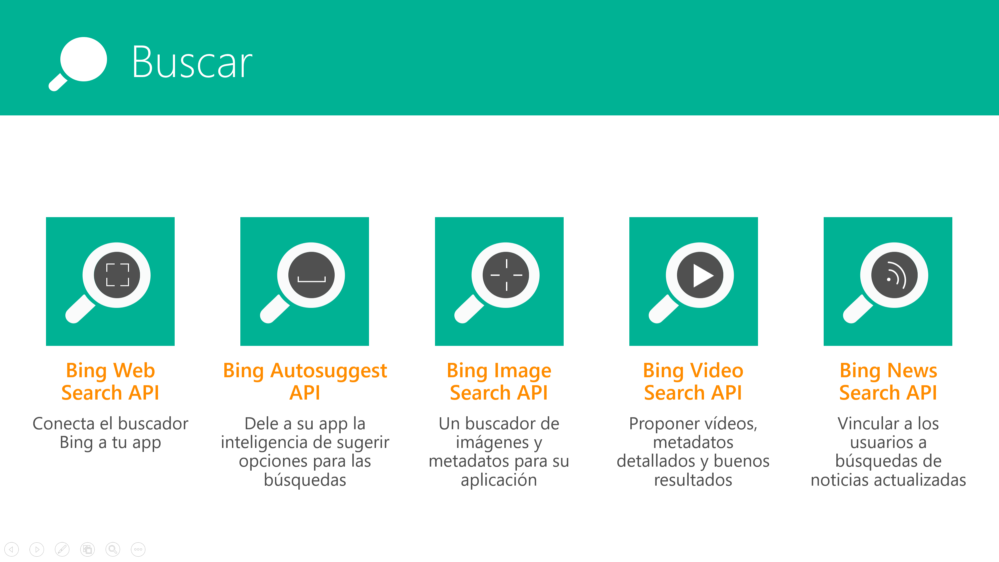 Buscar
Bing Web
Search API
Conecta el buscador
Bing a tu app
Bing Autosuggest
API
Dele a su app la
inteligencia de sugerir
opciones para las
búsquedas
Bing Image
Search API
Un buscador de
imágenes y
metadatos para su
aplicación
Bing Video
Search API
Proponer vídeos,
metadatos
detallados y buenos
resultados
Bing News
Search API
Vincular a los
usuarios a
búsquedas de
noticias actualizadas